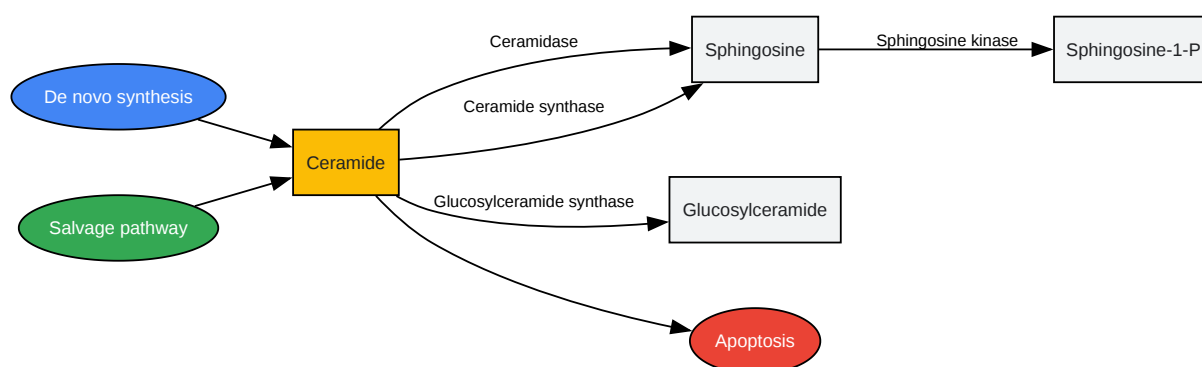 De novo synthesis
Salvage pathway
Ceramide
Ceramidase
Ceramide synthase
Glucosylceramide synthase
Sphingosine
Sphingosine kinase
Sphingosine-1-P
Glucosylceramide
Apoptosis